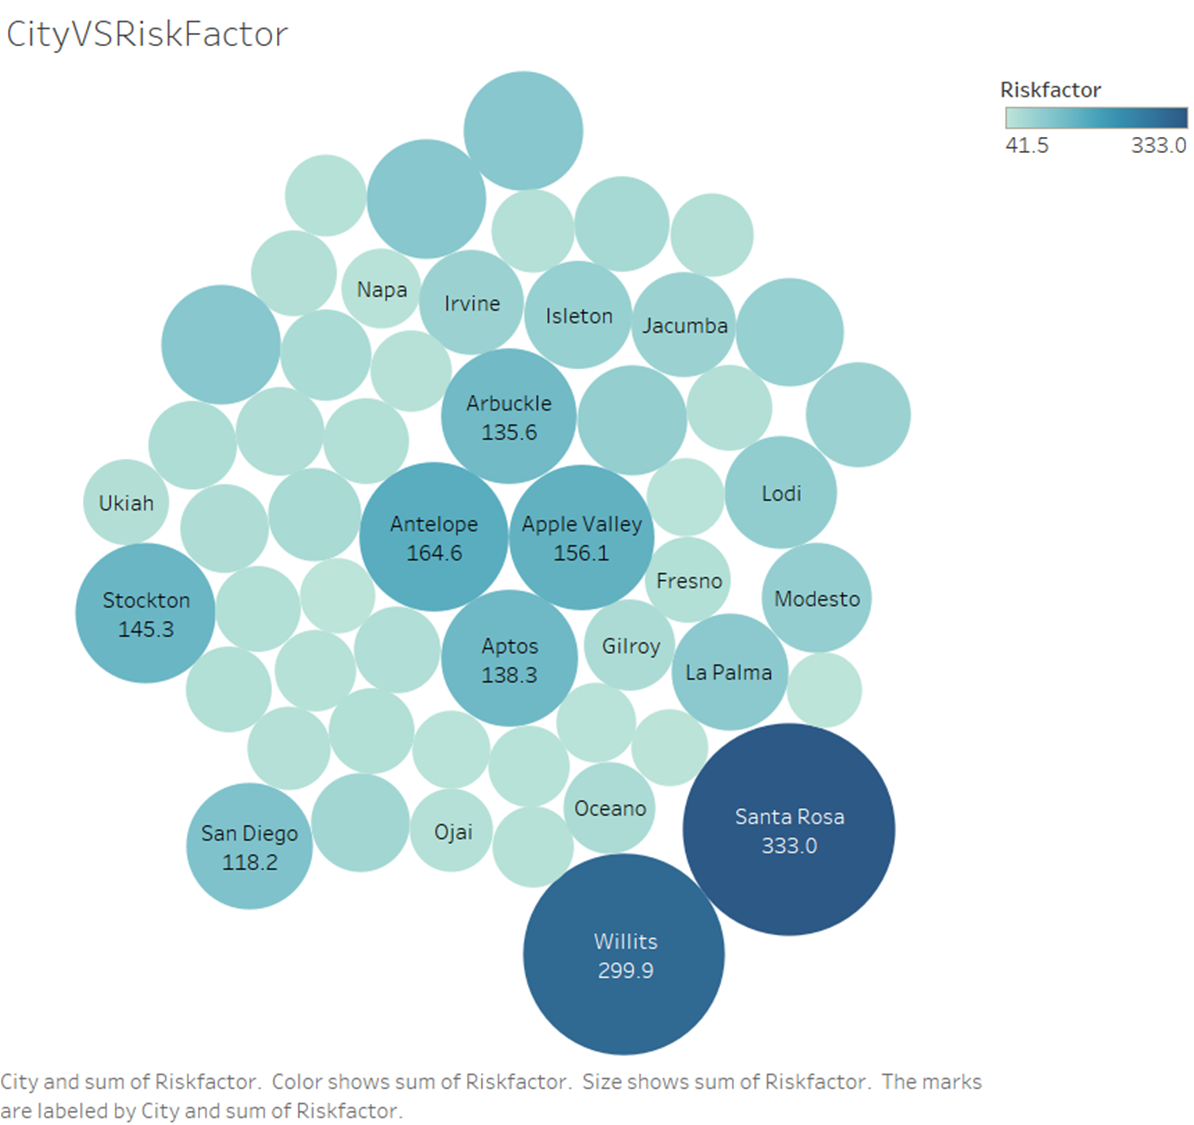 CityVSRiskFactor
Riskfactor
41.5 333.0
Napa
Irvine
Isleton
Jacumba
Arbuckle
135.6
Ukiah
Antelope
164.6
Apple Valley
156.1
Lodi
Stockton
145.3
Fresno
Modesto
Aptos
138.3
Gilroy
La Palma
San Diego
118.2
Ojai
Oceano
Santa Rosa
333.0
Willits
299.9
City and sum of Riskfactor.  Color shows sum of Riskfactor.  Size shows sum of Riskfactor.  The marks
are labeled by City and sum of Riskfactor.